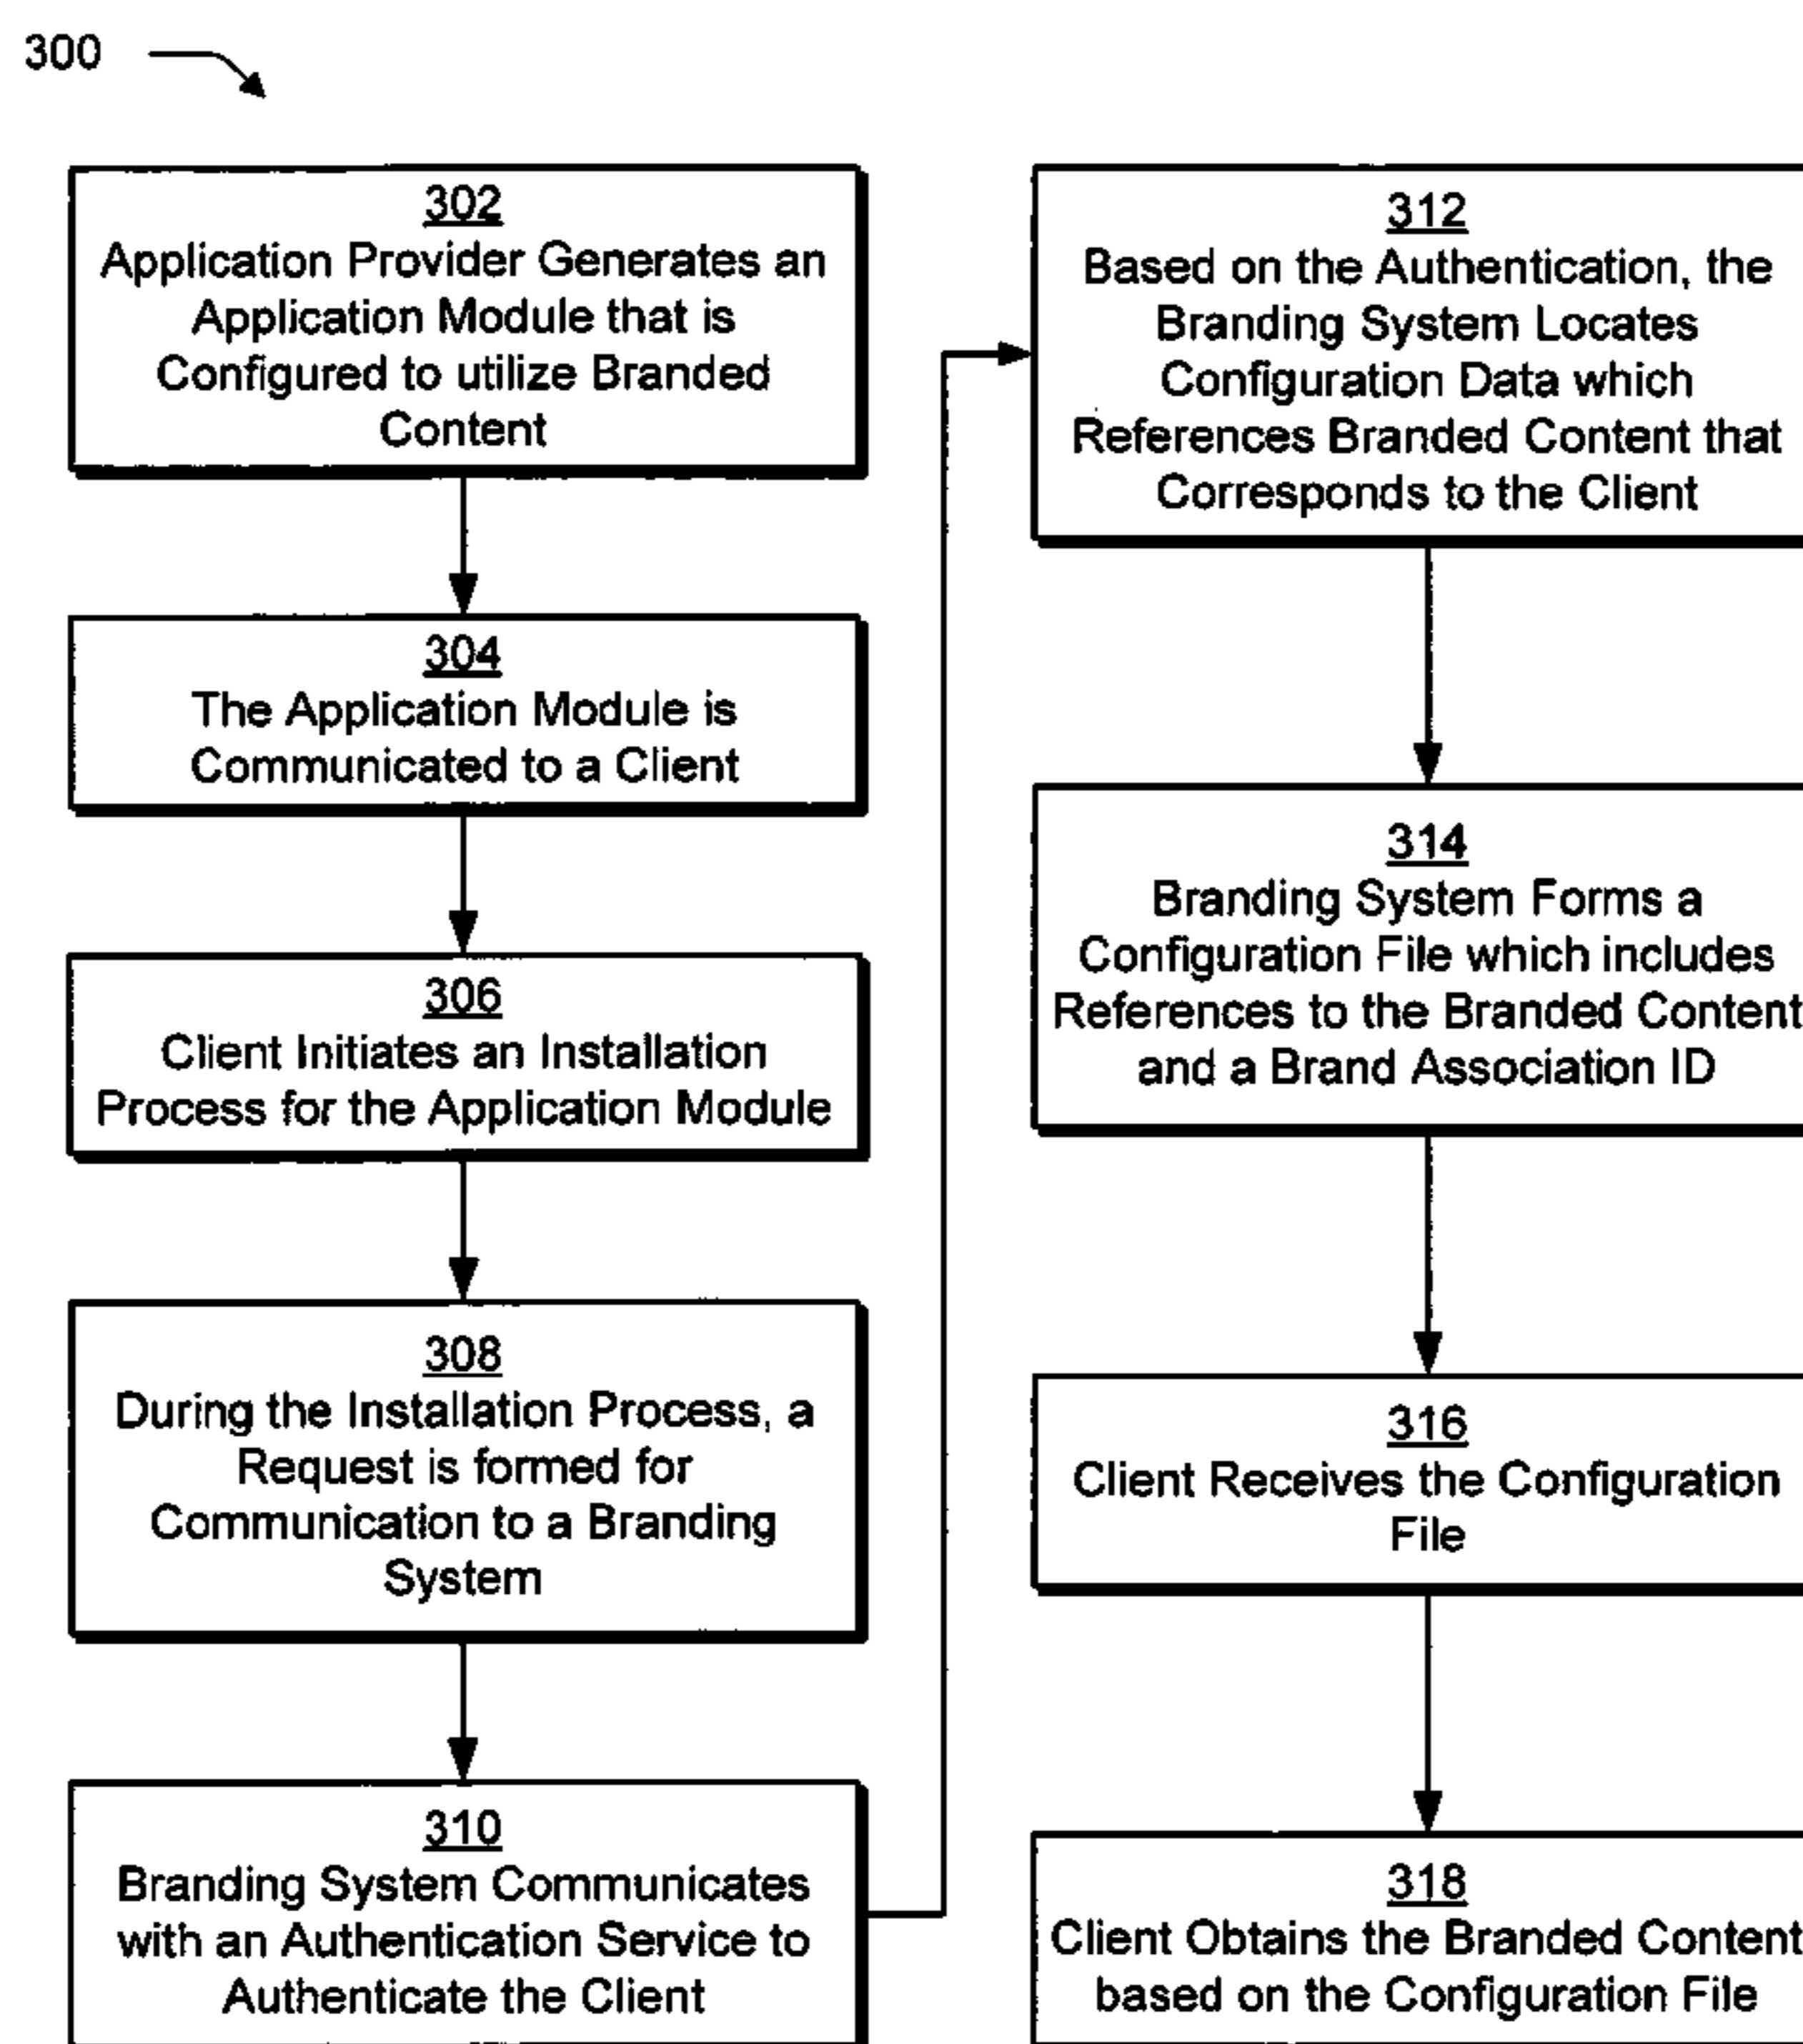 300
302
Application Provider Generates an
Application Module that is
Configured to utilize Branded
Content
304
The Application Module is
Communicated to a Client
306
Client Initiates an Installation
Process for the Application Module
308
During the Installation Process, a
Request is formed for
Communication to a Branding
System
310
Branding System Communicates
with an Authentication Service to
Authenticate the Client
312
Based on the Authentication, the
Branding System Locates
Configuration Data which
References Branded Content that
Corresponds to the Client
314
Branding System Forms a
Configuration File which includes
References to the Branded Content
and a Brand Association ID
316
Client Receives the Configuration
File
318
Client Obtains the Branded Content
based on the Configuration File